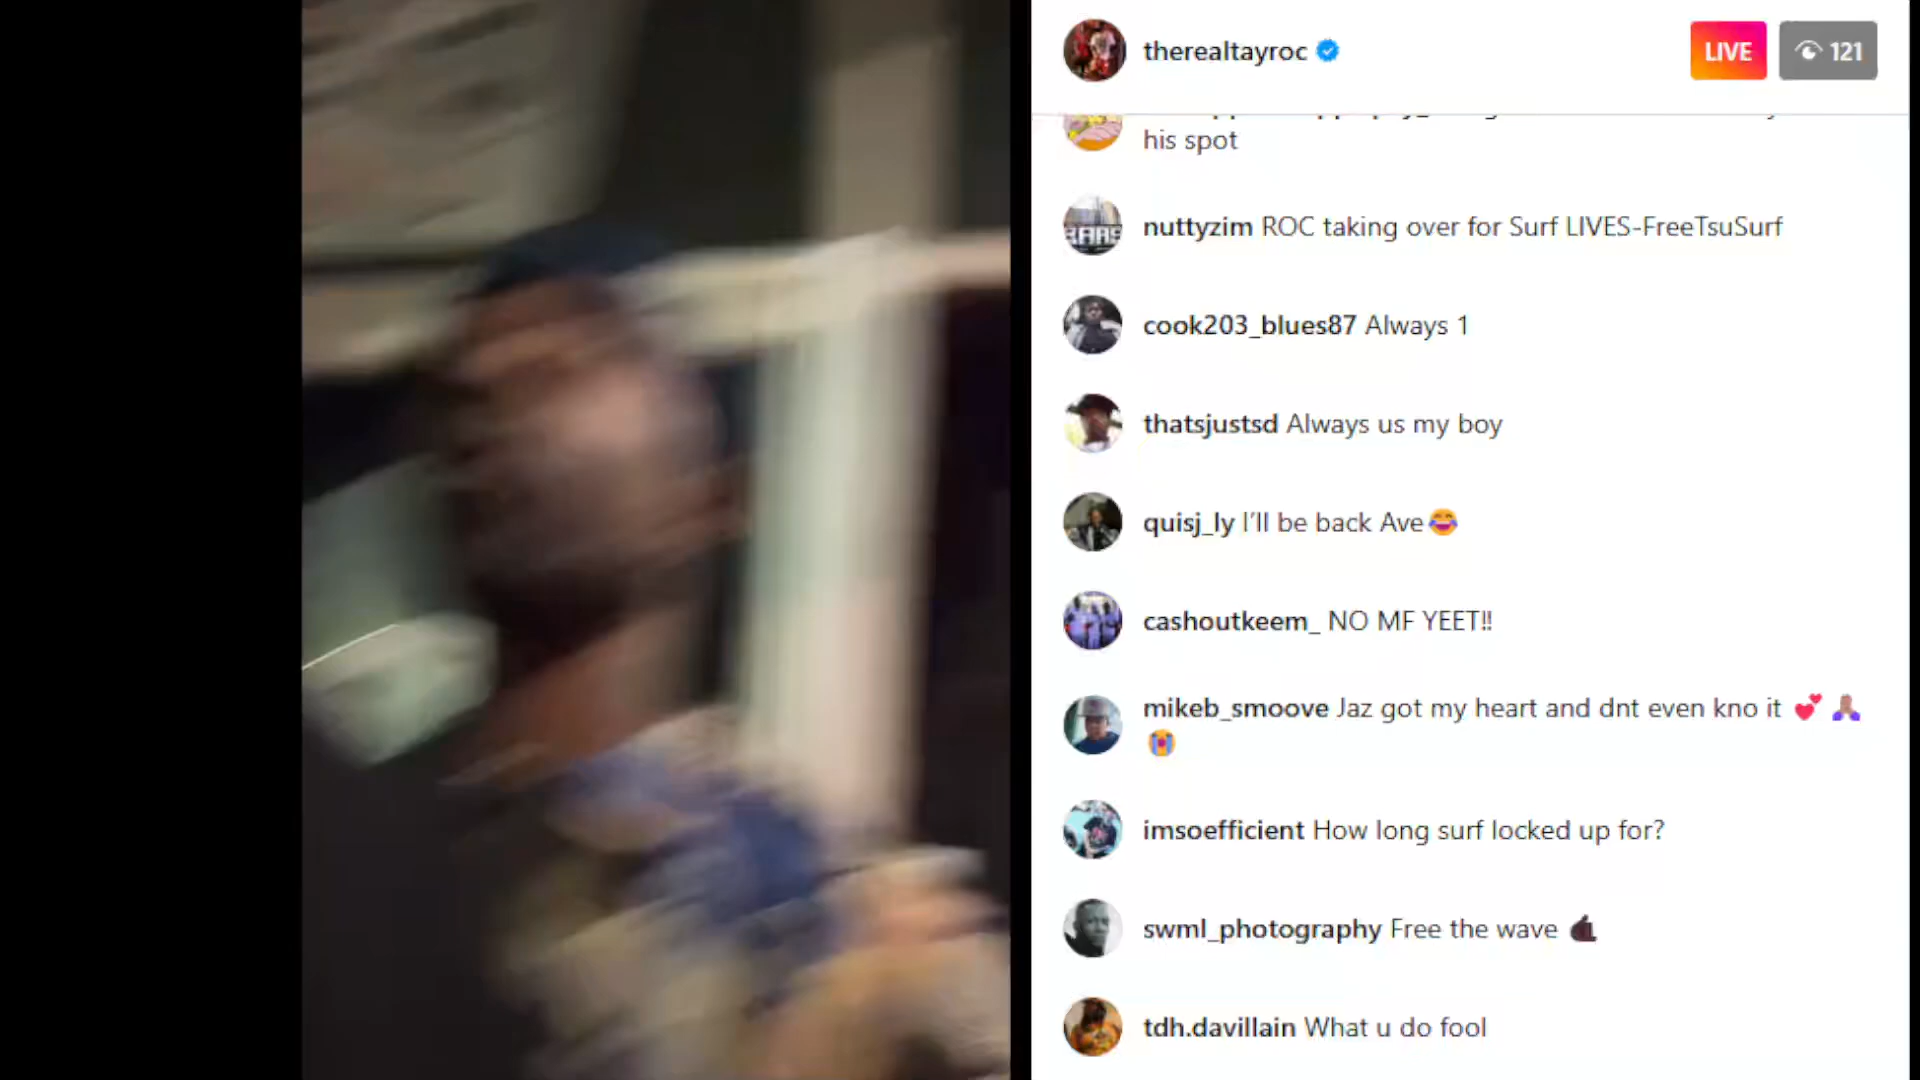 therealtayroc
LIVE
121
his spot
nuttyzim ROC taking over for Surf LIVES-FreeTsuSurf
cook203_blues87 Always 1
thatsjustsd Always us my boy
quisj_ly I’ll be back Ave😂
cashoutkeem_ NO MF YEET!!
mikeb_smoove Jaz got my heart and dnt even kno it 💕 🙏🏽
😭
imsoefficient How long surf locked up for?
swml_photography Free the wave 🤙🏿
tdh.davillain What u do fool